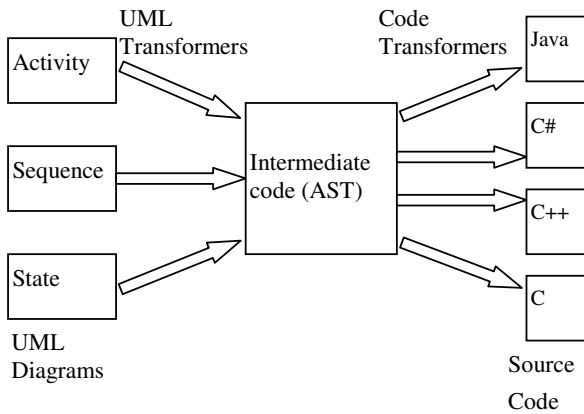 UML
Transformers
Code
Transformers
Activity
Sequence
State
UML
Diagrams
Intermediate
code (AST)
Java
C#
C++
C
Source
Code